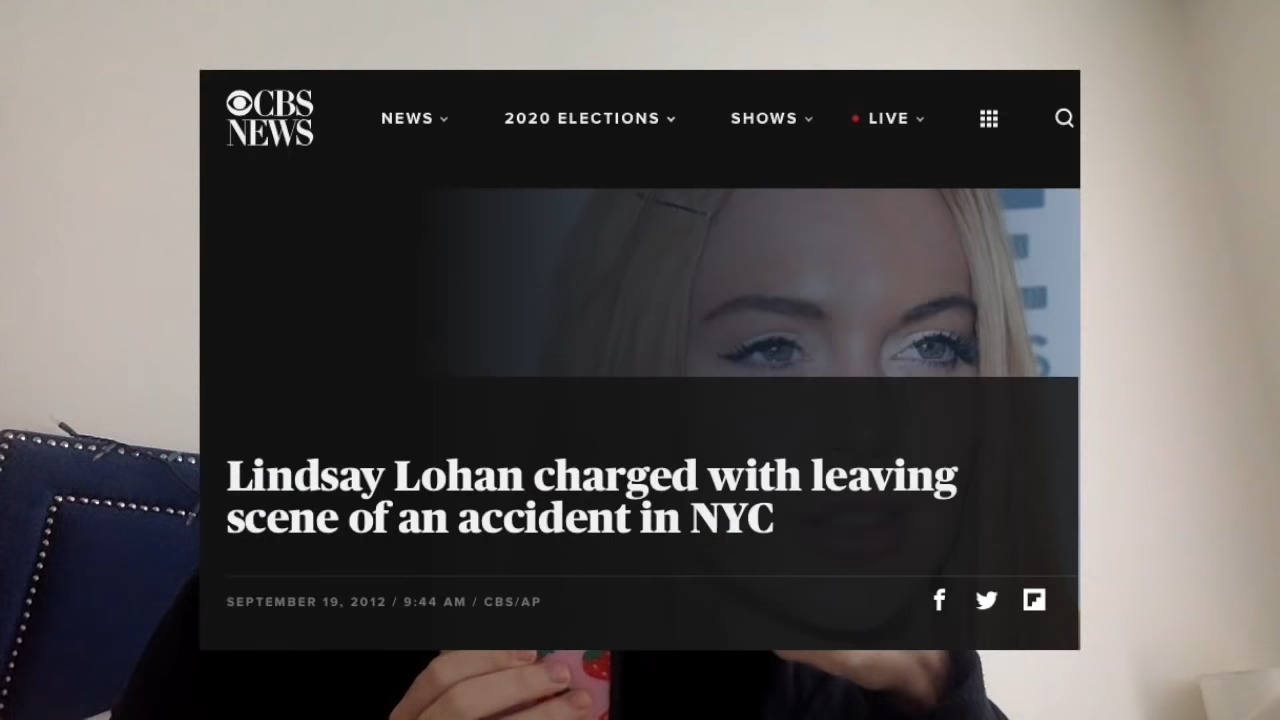 CBS
NEWS
NEWS
2020 ELECTIONS
SHOWS
LIVE
Lindsay Lohan charged with leaving
scene of an accident in NYC
SEPTEMBER 19, 2012 / 9:44 AM / CBS/AP